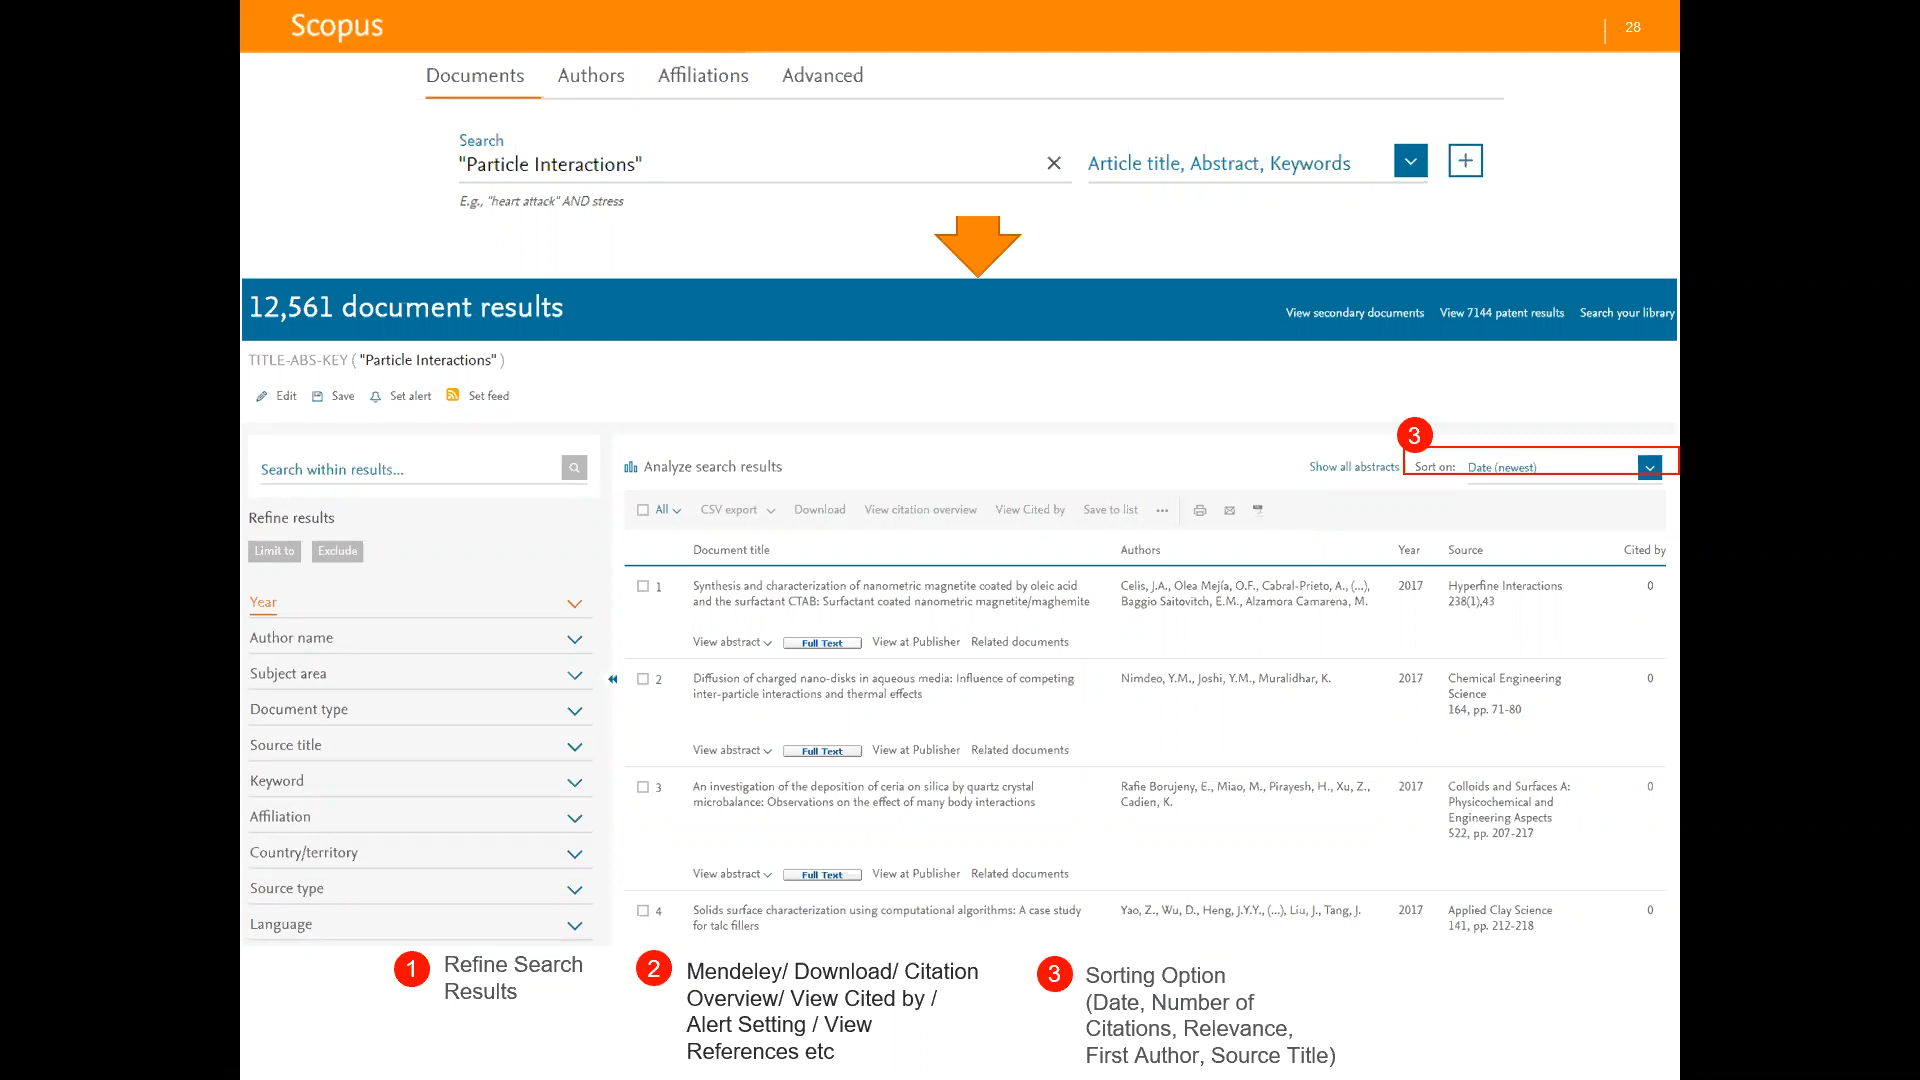 Scopus
28
Documents Authors Affiliations Advanced
Search
"Particle Interactions"
Article title, Abstract, Keywords
E.g., "heart attack" AND stress
12,561 document results
View secondary documents View 7144 patent results Search your library
TITLE-ABS-KEY ( "Particle Interactions" )
Edit Save Set alert Set feed
3
Search within results...
Analyze search results
Show all abstracts Sort on: Date (newest)
Refine results
Limit to Exclude
Year
Author name
Subject area
Document type
Source title
Keyword
Affiliation
Country/territory
Source type
Language
All CSV export Download View citation overview View Cited by Save to list ...
Document title Authors Year Source Cited by
1 Synthesis and characterization of nanometric magnetite coated by oleic acid Celis, J.A., Olea Mejía, O.F., Cabral-Prieto, A., (...), 2017 Hyperfine Interactions 0
and the surfactant CTAB: Surfactant coated nanometric magnetite/maghemite Baggio Saitovitch, E.M., Alzamora Camarena, M. 238(1),43
View abstract Full Text View at Publisher Related documents
2 Diffusion of charged nano-disks in aqueous media: Influence of competing Nimdeo, Y.M., Joshi, Y.M., Muralidhar, K. 2017 Chemical Engineering 0
inter-particle interactions and thermal effects Science
164, pp. 71-80
View abstract Full Text View at Publisher Related documents
3 An investigation of the deposition of ceria on silica by quartz crystal Rafie Borujeny, E., Miao, M., Pirayesh, H., Xu, Z., 2017 Colloids and Surfaces A: 0
microbalance: Observations on the effect of many body interactions Cadien, K. Physicochemical and
Engineering Aspects
522, pp. 207-217
View abstract Full Text View at Publisher Related documents
4 Solids surface characterization using computational algorithms: A case study Yao, Z., Wu, D., Heng, J.Y.Y., (...), Liu, J., Tang, J. 2017 Applied Clay Science 0
for talc fillers 141, pp. 212-218
1 Refine Search
Results
2 Mendeley/ Download/ Citation
Overview/ View Cited by /
Alert Setting / View
References etc
3 Sorting Option
(Date, Number of
Citations, Relevance,
First Author, Source Title)